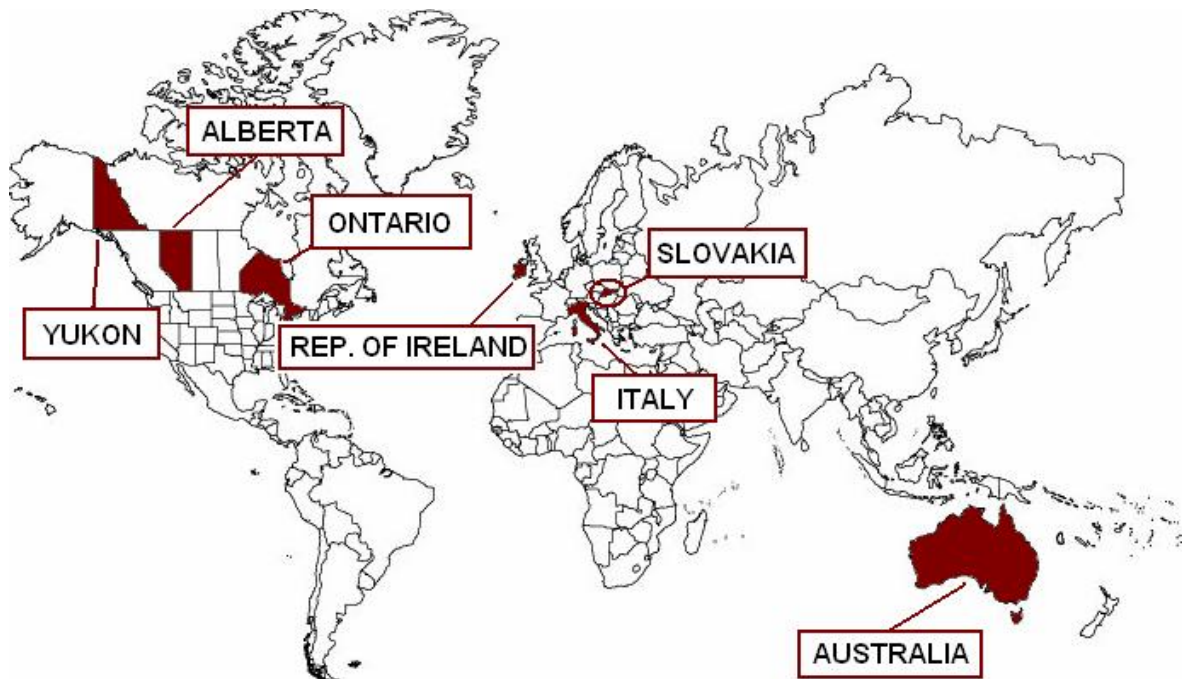 ALBERTA
ONTARIO
SLOVAKIA
YUKON
REP. OF IRELAND
ITALY
AUSTRALIA